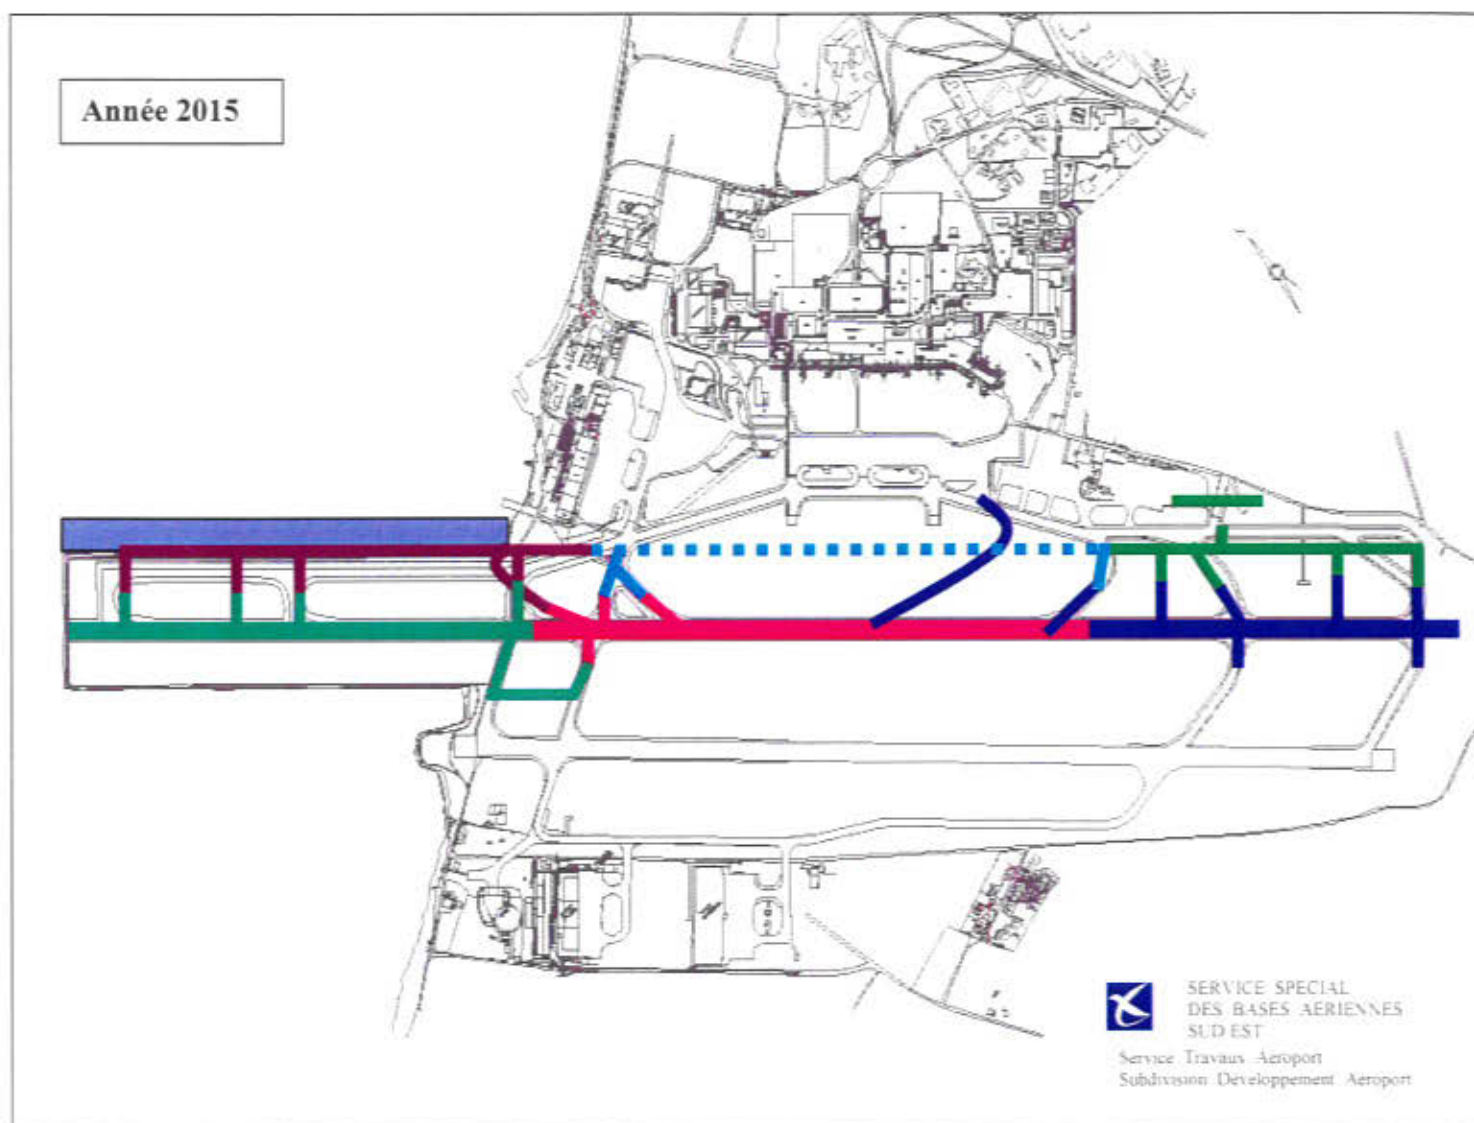 Année 2015
SERVICE SPECIAL
DES BASES AERIENNES
SUD EST
Service Travaux Aeroport
Subdivision Developpement Aeroport